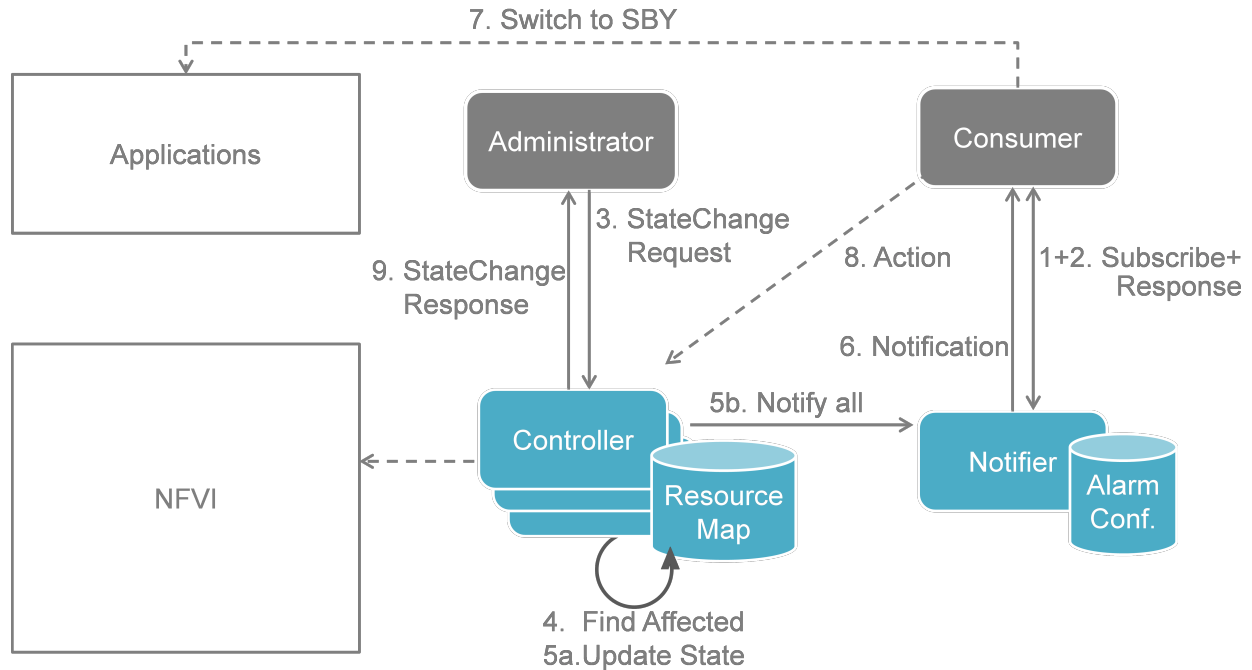 7. Switch to SBY
Applications
Administrator
Consumer
3. StateChange
Request
9. StateChange
Response
8. Action
1+2. Subscribe+
Response
6. Notification
5b. Notify all
Controller
Resource
Map
Notifier
Alarm
Conf.
NFVI
4. Find Affected
5a.Update State